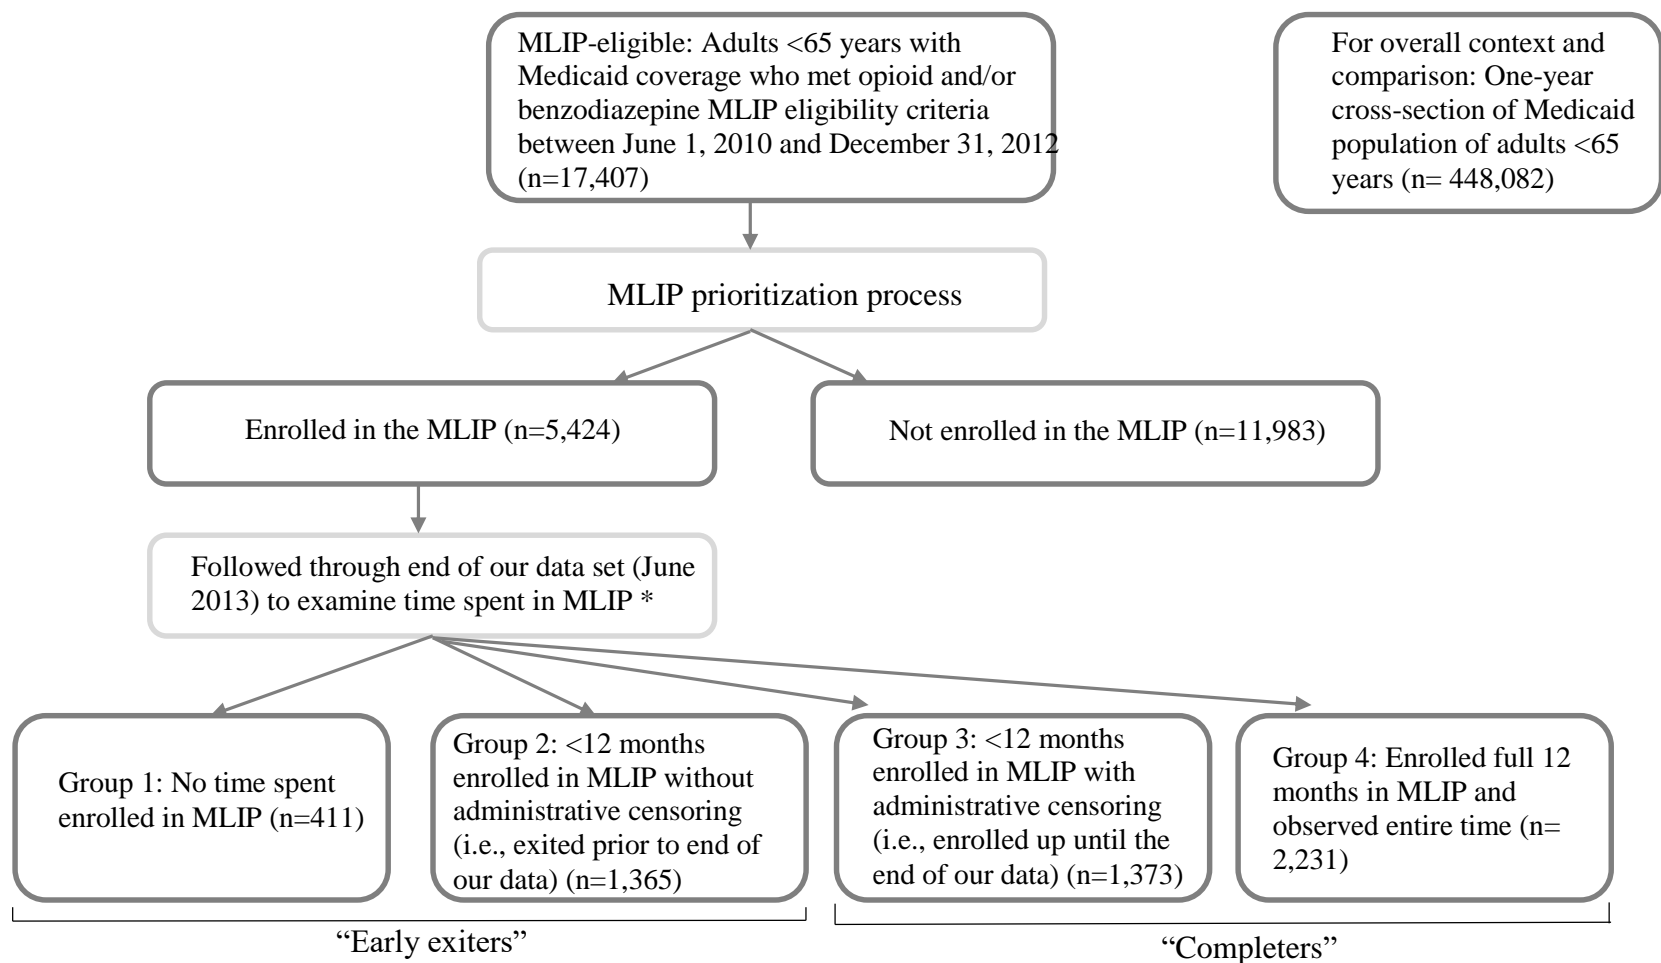 MLIP-eligible: Adults <65 years with
Medicaid coverage who met opioid and/or
benzodiazepine MLIP eligibility criteria
between June 1, 2010 and December 31, 2012
(n=17,407)
For overall context and
comparison: One-year
cross-section of Medicaid
population of adults <65
years (n= 448,082)
MLIP prioritization process
Enrolled in the MLIP (n=5,424)
Not enrolled in the MLIP (n=11,983)
Followed through end of our data set (June
2013) to examine time spent in MLIP *
Group 1: No time spent
enrolled in MLIP (n=411)
Group 2: <12 months
enrolled in MLIP without
administrative censoring
(i.e., exited prior to end of
our data) (n=1,365)
Group 3: <12 months
enrolled in MLIP with
administrative censoring
(i.e., enrolled up until the
end of our data) (n=1,373)
Group 4: Enrolled full 12
months in MLIP and
observed entire time (n=
2,231)
“Early exiters”
“Completers”